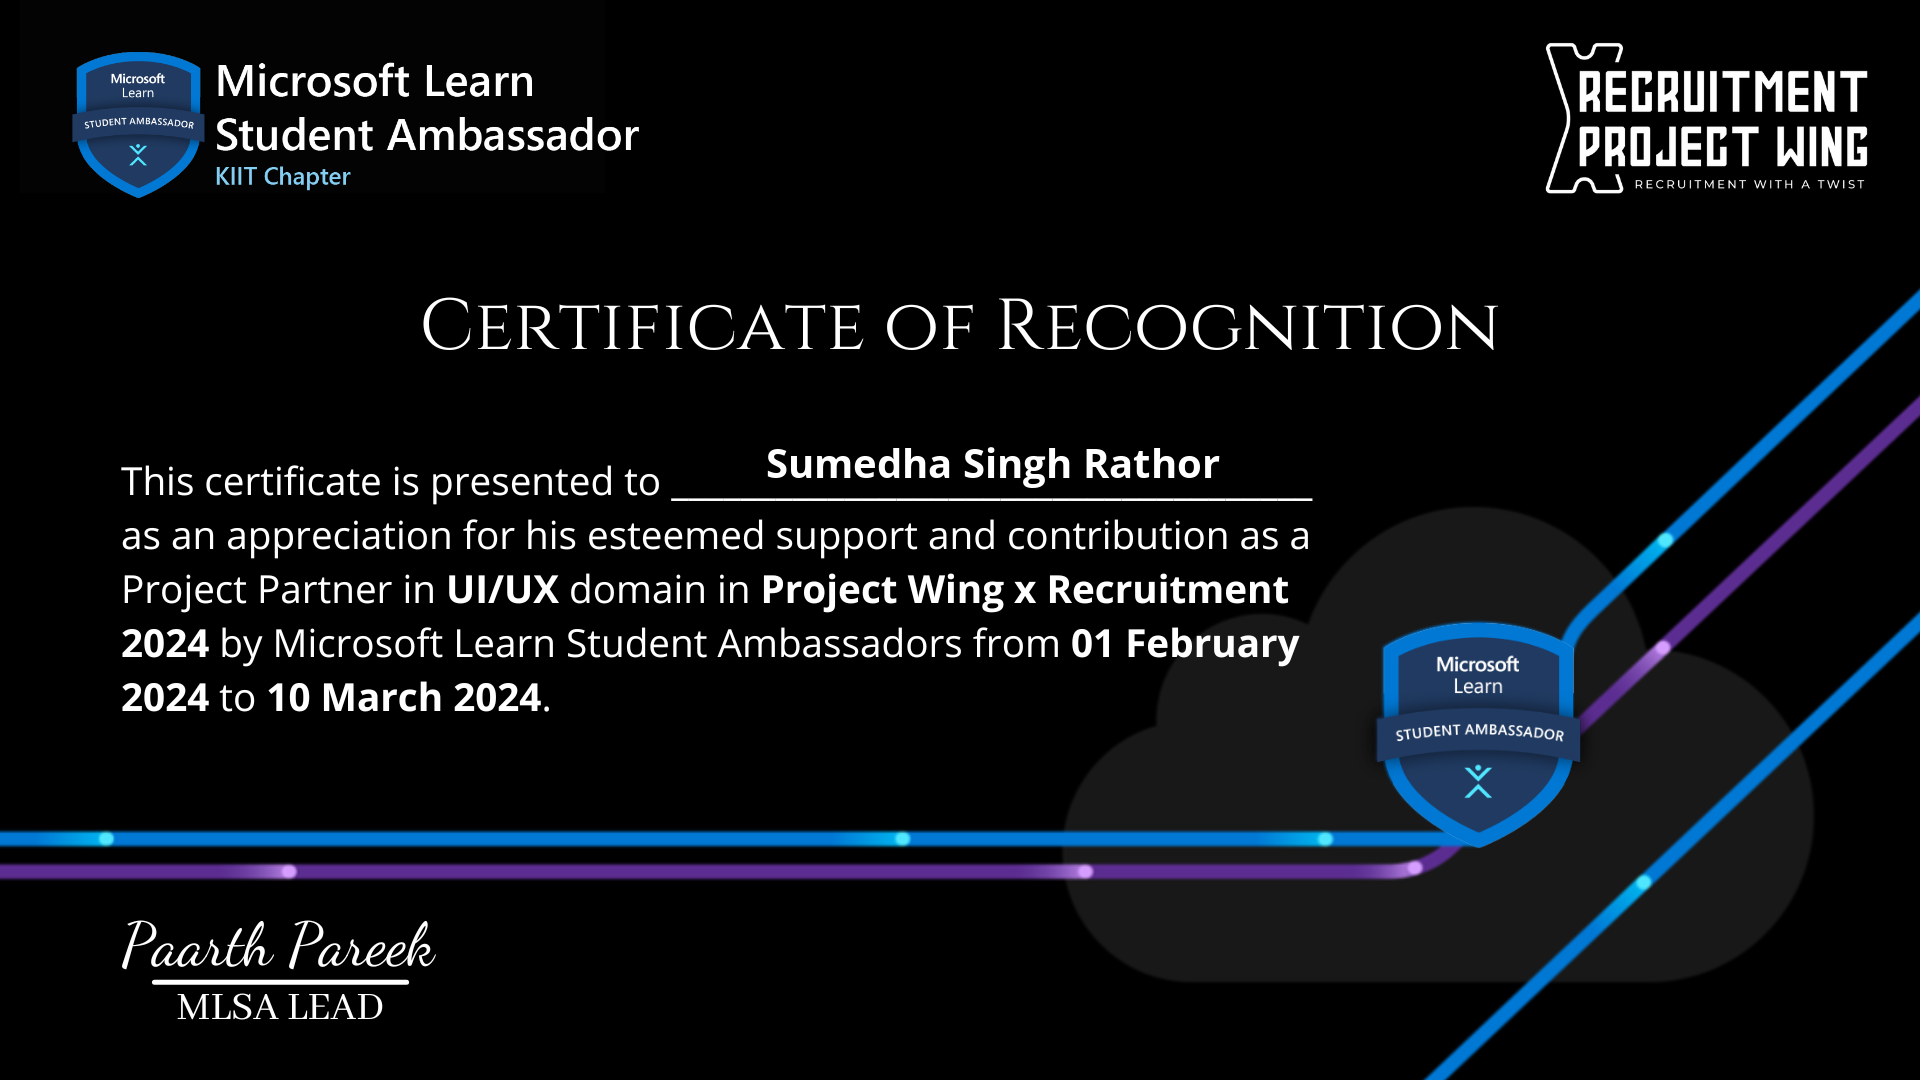 Microsoft
Learn
STUDENT AMBASSADOR
Microsoft Learn
Student Ambassador
KIIT Chapter
RECRUITMENT
PROJECT WING
RECRUITMENT WITH A TWIST
Certificate of Recognition
This certificate is presented to Sumedha Singh Rathor
as an appreciation for his esteemed support and contribution as a
Project Partner in UI/UX domain in Project Wing x Recruitment
2024 by Microsoft Learn Student Ambassadors from 01 February
2024 to 10 March 2024.
Microsoft
Learn
STUDENT AMBASSADOR
Paarth Pareek
MLSA LEAD